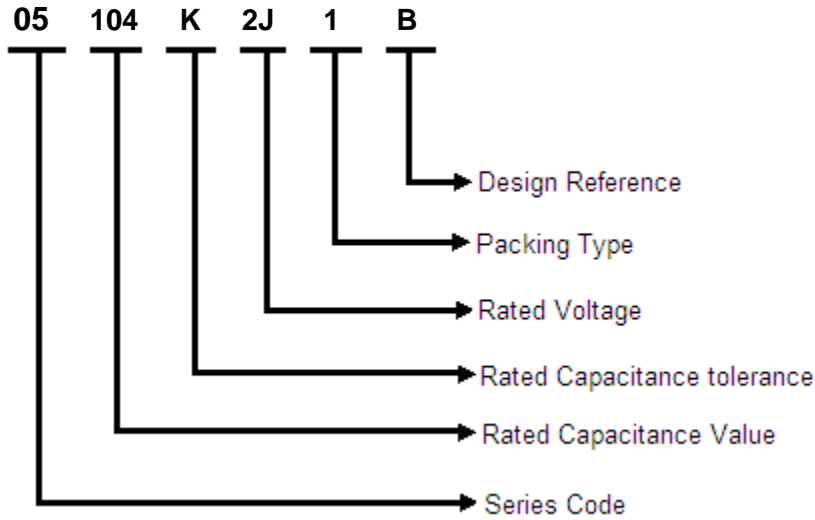 05 104 K 2J 1 B
Design Reference
Packing Type
Rated Voltage
Rated Capacitance tolerance
Rated Capacitance Value
Series Code